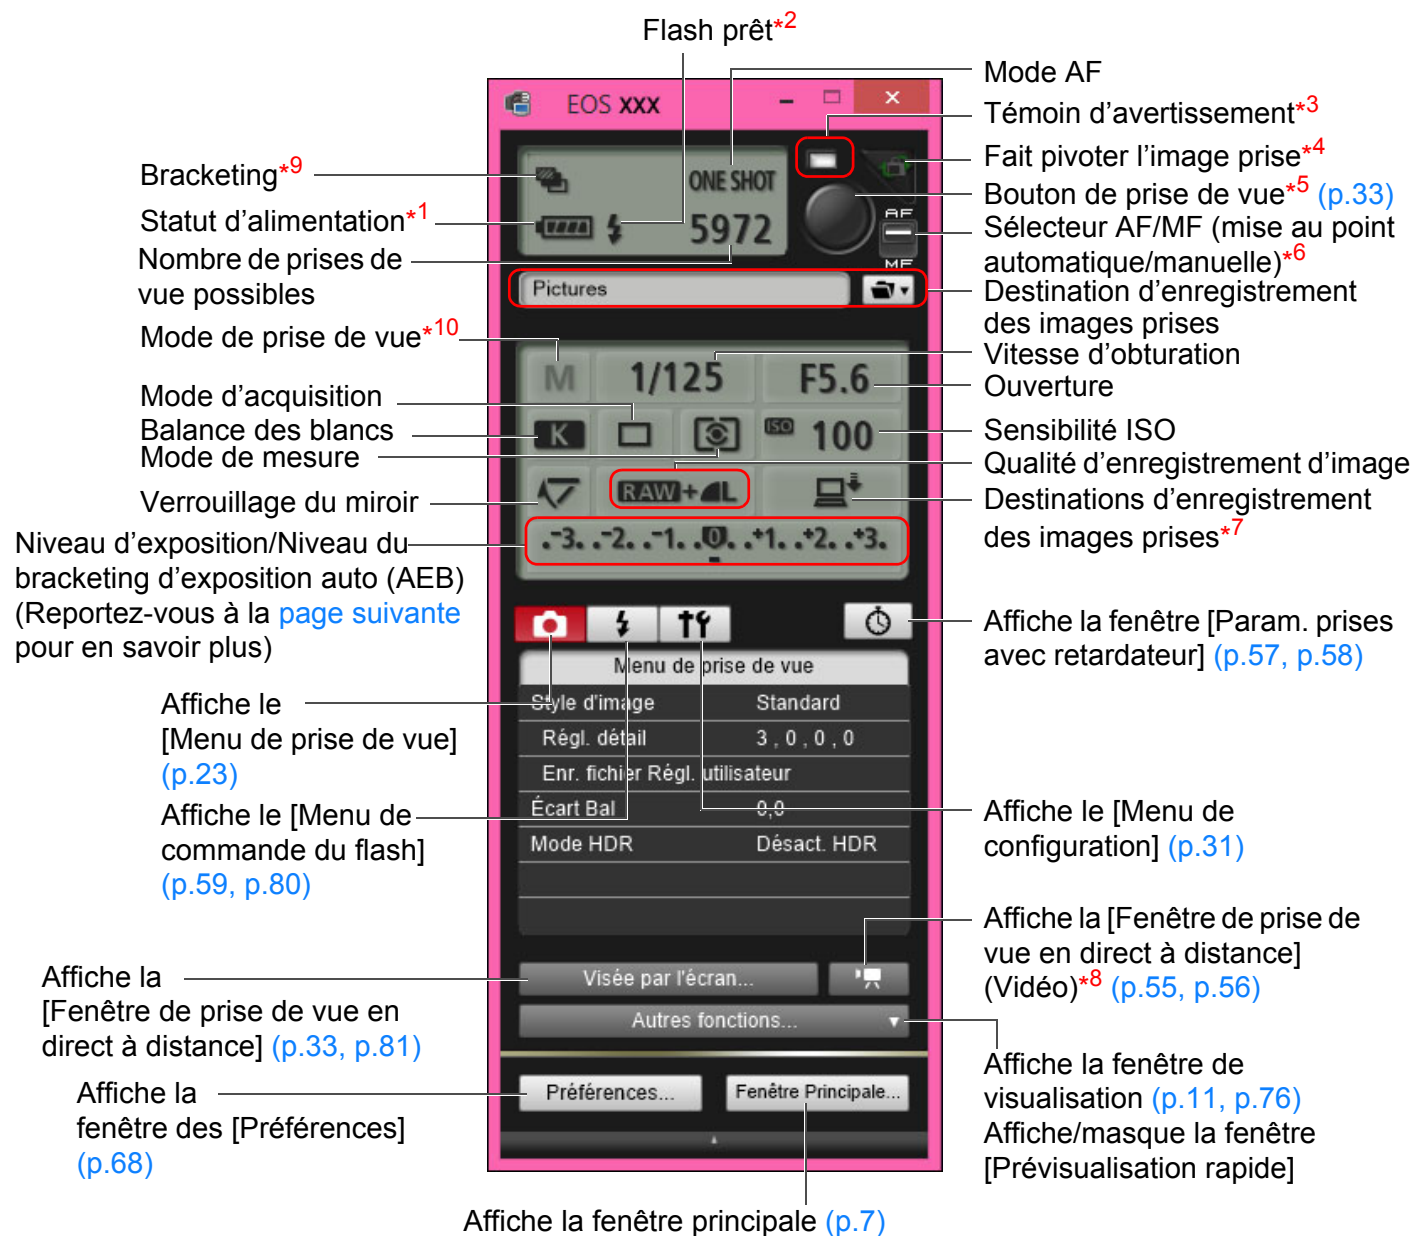 Flash prêt*2
Mode AF
Témoin d'avertissement*3
Fait pivoter l'image prise*4
Bouton de prise de vue*5 (p.33)
Sélecteur AF/MF (mise au point
automatique/manuelle)*6
Destination d'enregistrement
des images prises
Vitesse d'obturation
Ouverture
Sensibilité ISO
Qualité d'enregistrement d'image
Destinations d'enregistrement
des images prises*7
Affiche la fenêtre [Param. prises
avec retardateur] (p.57, p.58)
Affiche le [Menu de
configuration] (p.31)
Affiche la [Fenêtre de prise de
vue en direct à distance]
(Vidéo)*8 (p.55, p.56)
Affiche la fenêtre de
visualisation (p.11, p.76)
Affiche/masque la fenêtre
[Prévisualisation rapide]
Bracketing*9
Statut d'alimentation*1
Nombre de prises de
vue possibles
Mode de prise de vue*10
Mode d'acquisition
Balance des blancs
Mode de mesure
Verrouillage du miroir
Niveau d'exposition/Niveau du
bracketing d'exposition auto (AEB)
(Reportez-vous à la page suivante
pour en savoir plus)
Affiche le
[Menu de prise de vue]
(p.23)
Affiche le [Menu de
commande du flash]
(p.59, p.80)
Affiche la
[Fenêtre de prise de vue en
direct à distance] (p.33, p.81)
Affiche la
fenêtre des [Préférences]
(p.68)
Affiche la fenêtre principale (p.7)
EOS xxx
ONE SHOT
5972
AF
MF
Pictures
M 1/125 F5.6
K ISO 100
RAW+L
.-3. .-2. .-1. .0. .+1. .+2. .+3.
Menu de prise de vue
Style d'image Standard
Régl. détail 3 , 0 , 0 , 0
Enr. fichier Régl. utilisateur
Écart Bal 0,0
Mode HDR Désact. HDR
Visée par l'écran...
Autres fonctions...
Préférences... Fenêtre Principale...